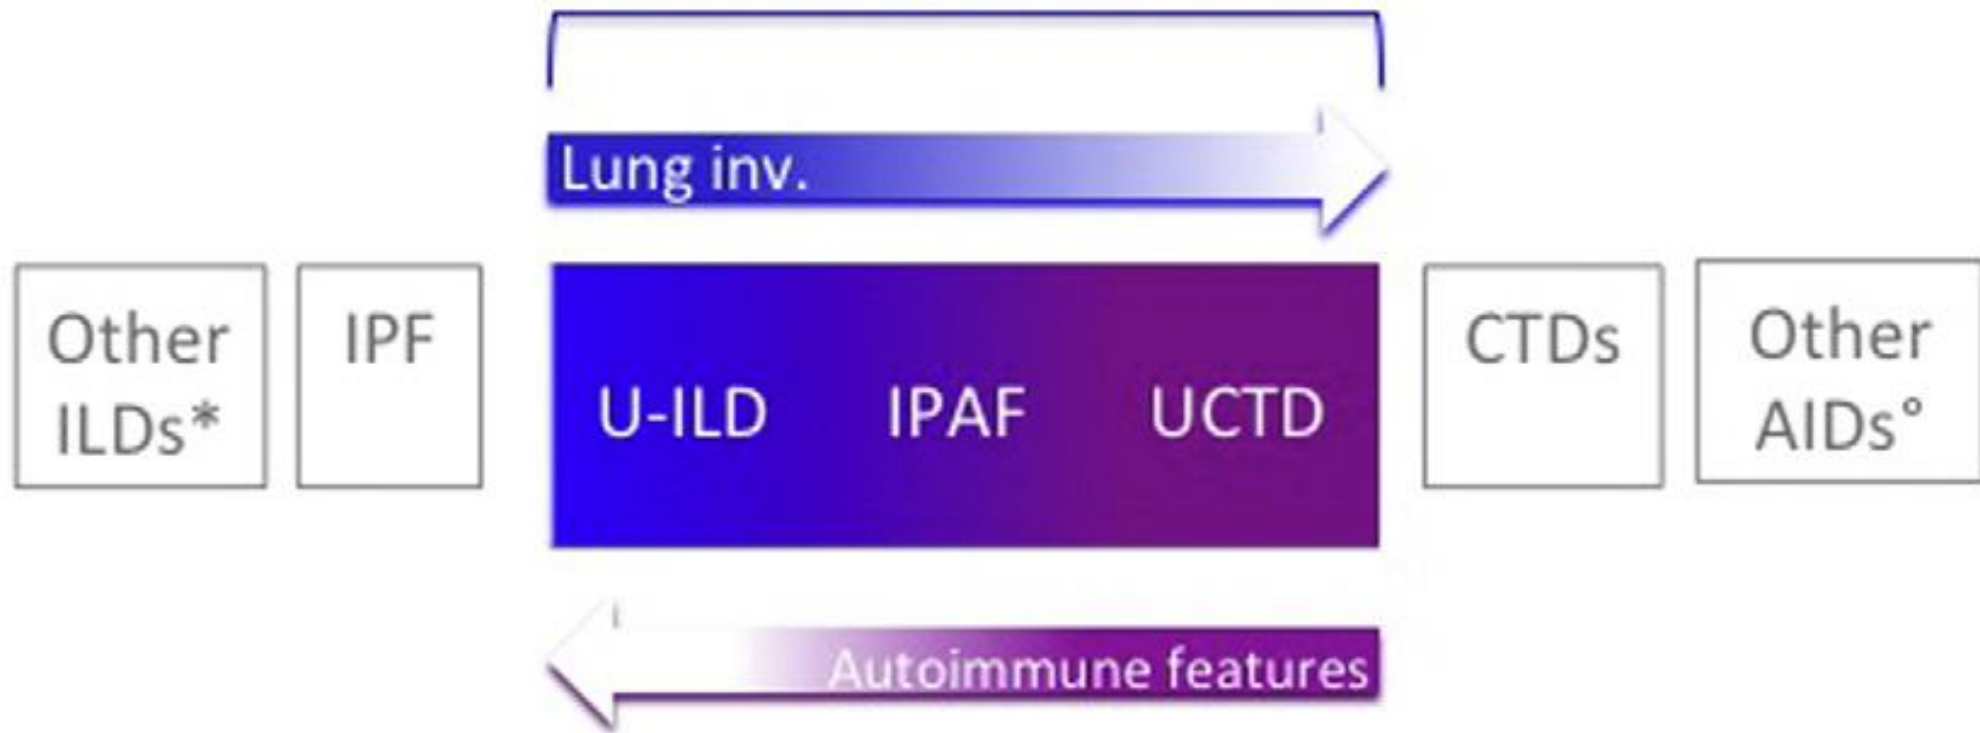 Lung inv.
Other
ILDs*
IPF
U-ILD
IPAF
UCTD
CTDs
Other
AIDs°
Autoimmune features